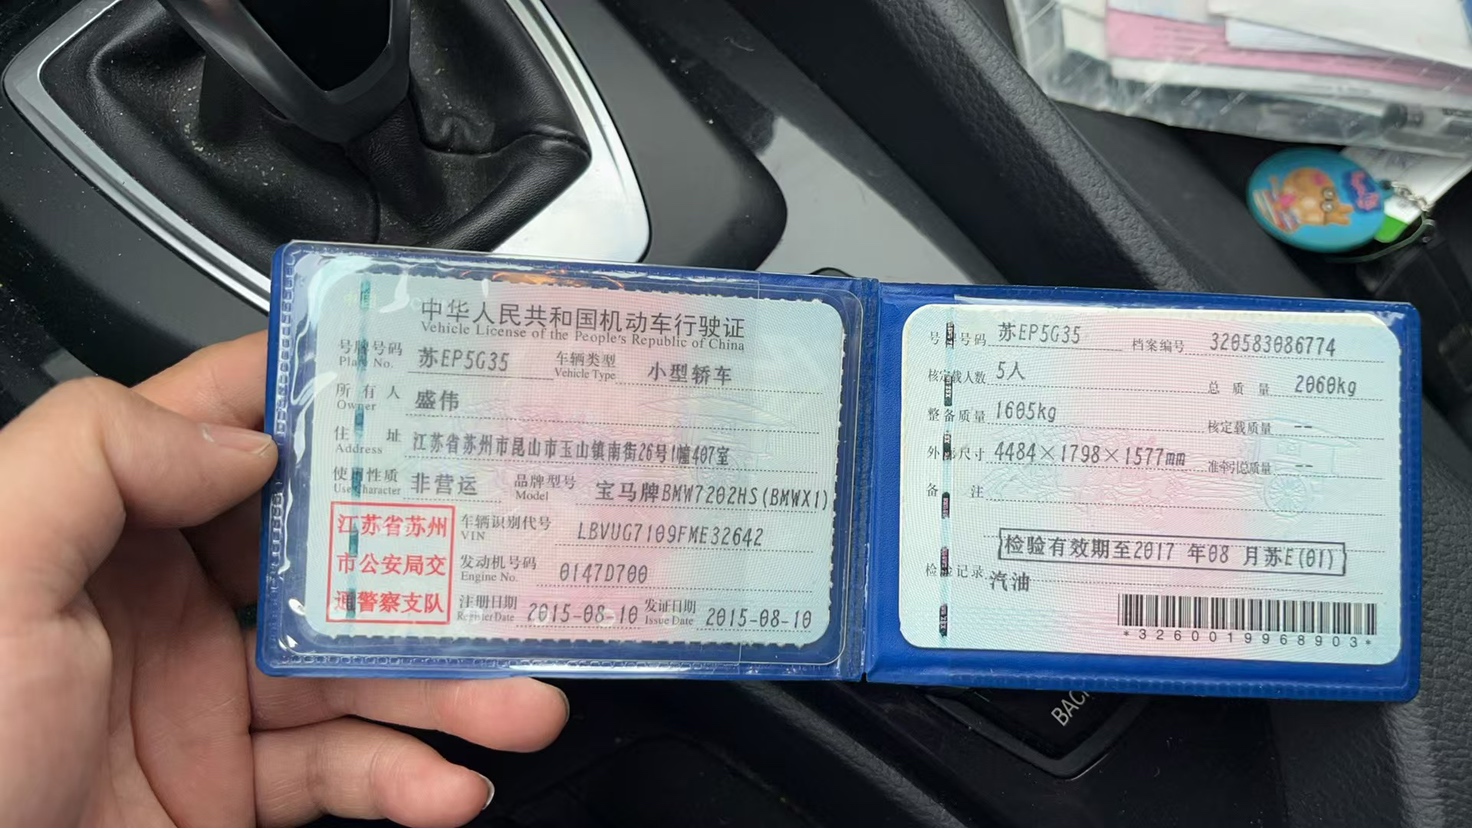 中华人民共和国机动车行驶证
Vehicle License of the People's Republic of China
号牌号码 苏EP5G35 车辆类型 小型轿车
Plate No. Vehicle Type
所有人 盛伟
Owner
住址 江苏省苏州市昆山市玉山镇南街26号1幢407室
Address
使用性质 非营运 品牌型号 宝马牌BMW7202HS(BMWX1)
Use Character Model
江苏省苏州
市公安局交
通警察支队
车辆识别代号 LBVUG7109FME32642
VIN
发动机号码 0147D700
Engine No.
注册日期 2015-08-10 发证日期 2015-08-10
Register Date Issue Date
号牌号码 苏EP5G35 档案编号 320583086774
核定载人数 5人 总质量 2060kg
整备质量 1605kg 核定载质量 --
外形尺寸 4484×1798×1577mm 准牵引总质量 --
备注
检验有效期至2017 年08 月苏E(01)
检验记录 汽油
*3260019968903*
BACK